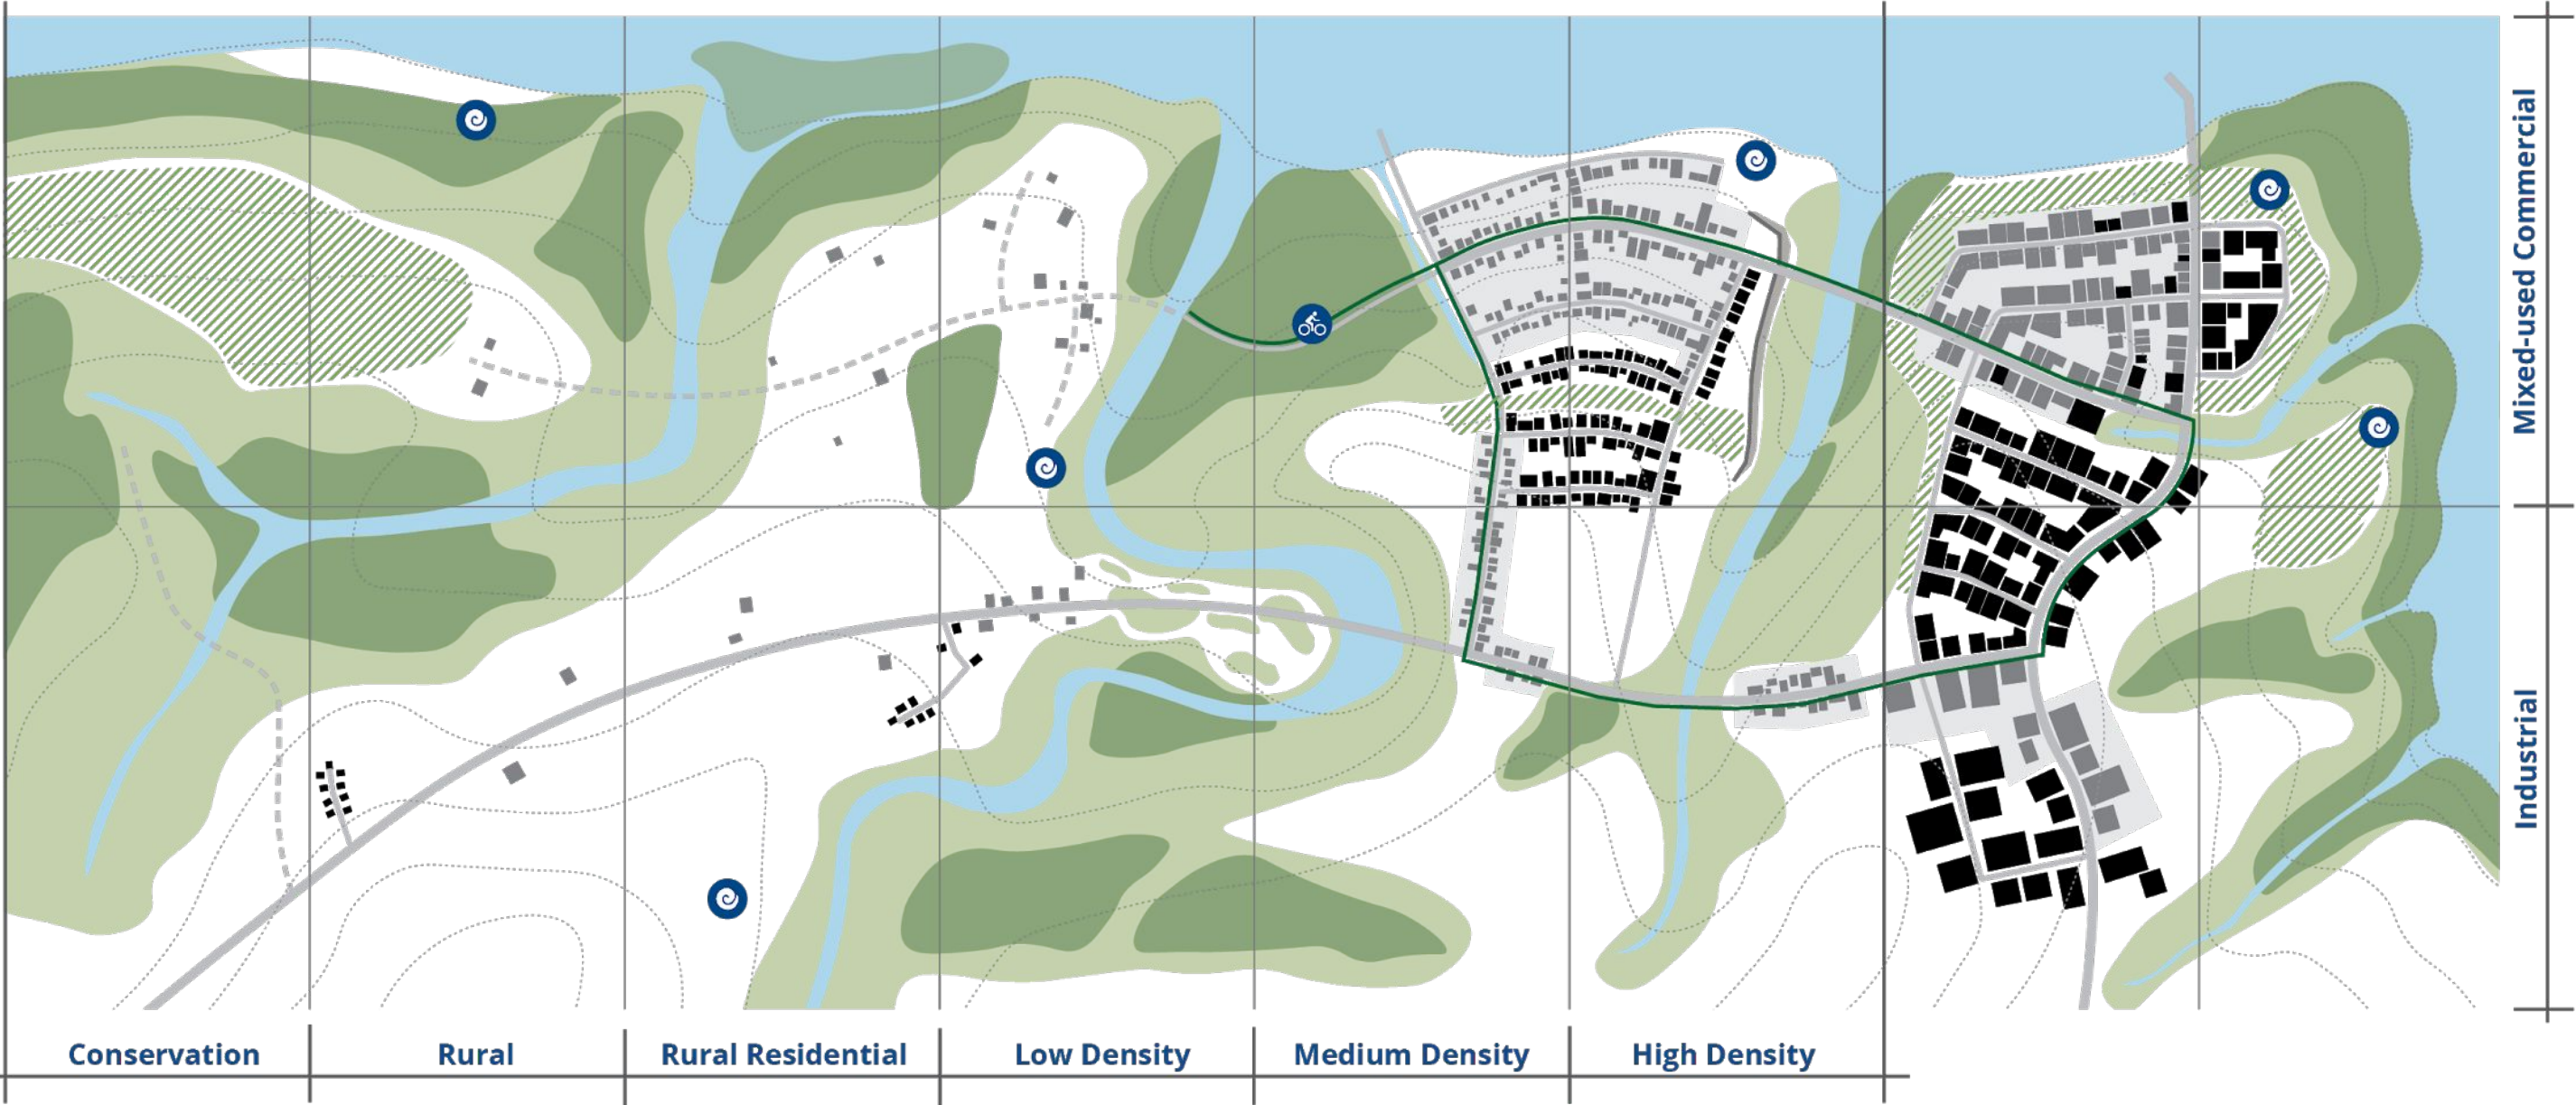 Mixed-used Commercial
Industrial
Conservation
Rural
Rural Residential
Low Density
Medium Density
High Density